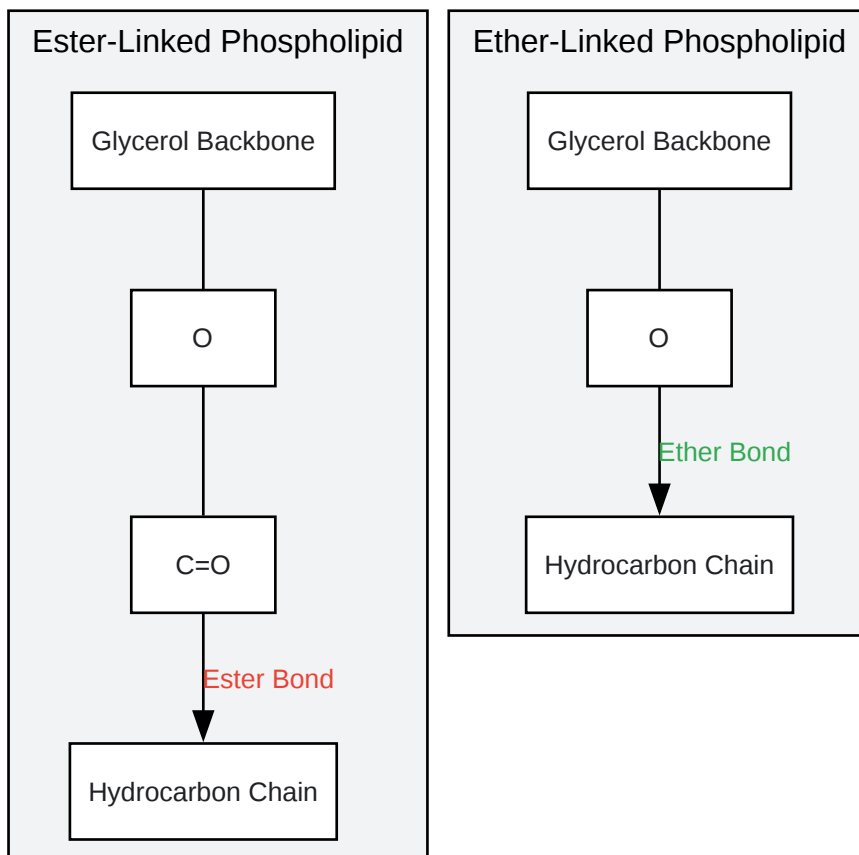 Ester-Linked Phospholipid
Glycerol Backbone
O
C=O
Ester Bond
Hydrocarbon Chain
Ether-Linked Phospholipid
Glycerol Backbone
O
Ether Bond
Hydrocarbon Chain